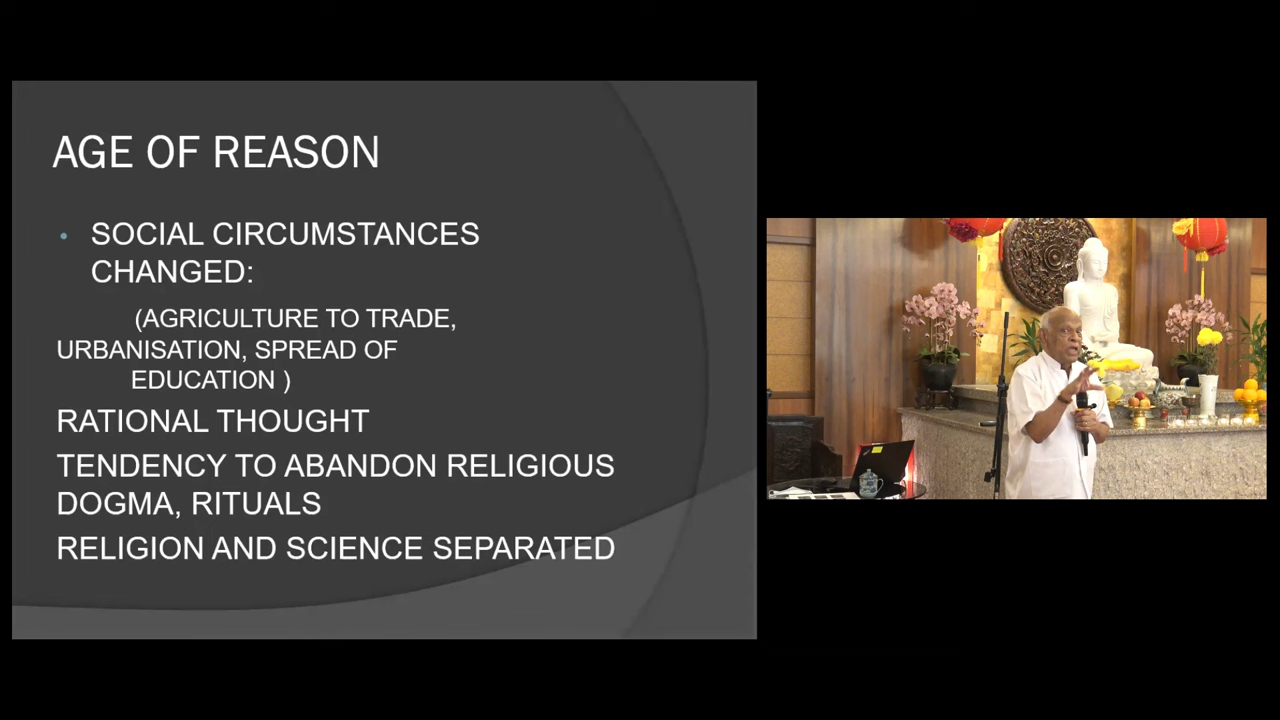 AGE OF REASON
• SOCIAL CIRCUMSTANCES
CHANGED:
(AGRICULTURE TO TRADE,
URBANISATION, SPREAD OF
EDUCATION )
RATIONAL THOUGHT
TENDENCY TO ABANDON RELIGIOUS
DOGMA, RITUALS
RELIGION AND SCIENCE SEPARATED